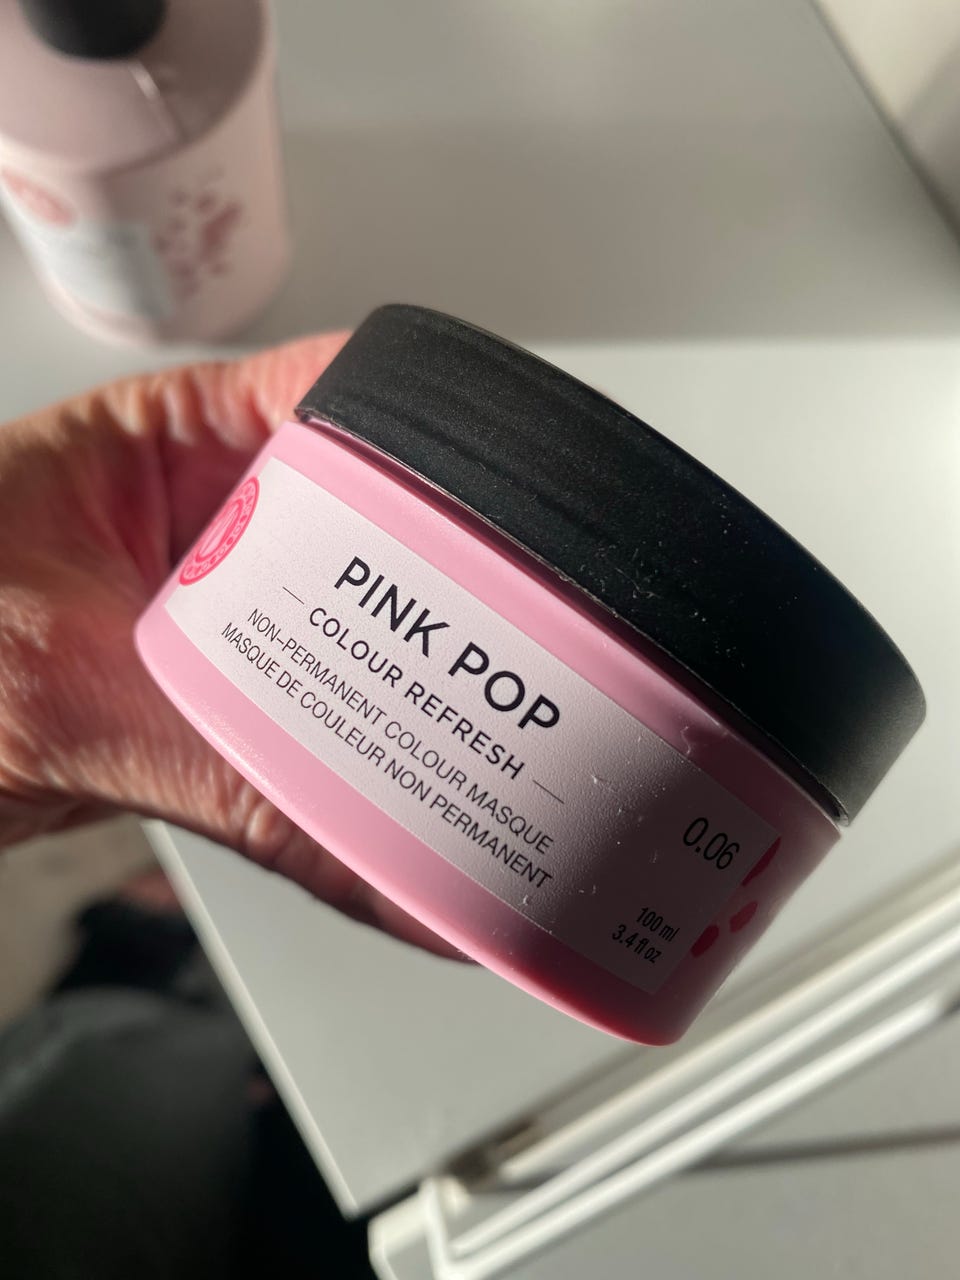 PINK POP
COLOUR REFRESH
NON-PERMANENT COLOUR MASQUE
MASQUE DE COULEUR NON PERMANENT
0.06
100 ml
3.4 fl oz